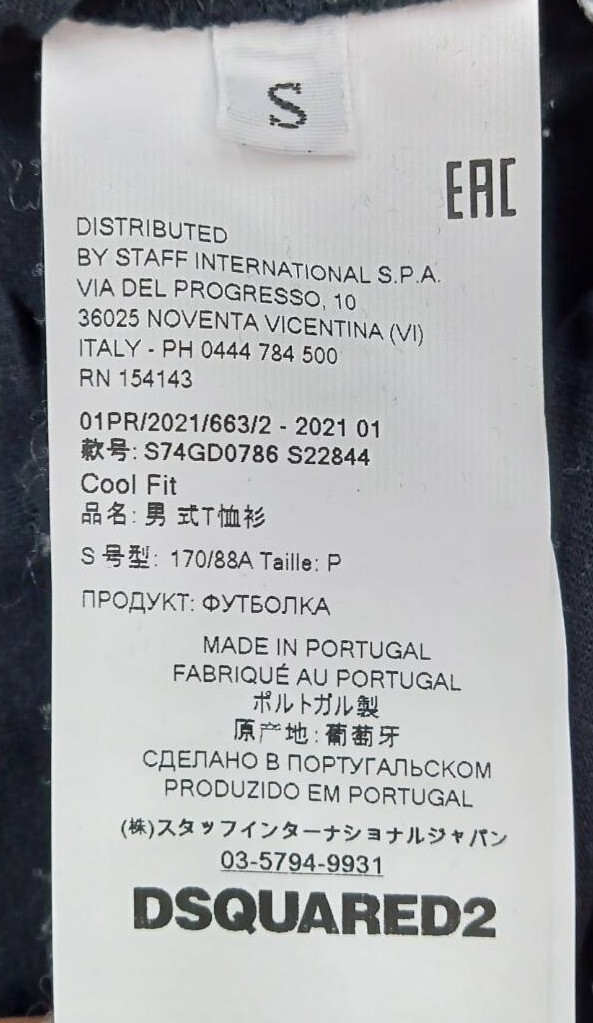 S
EAC
DISTRIBUTED
BY STAFF INTERNATIONAL S.P.A.
VIA DEL PROGRESSO, 10
36025 NOVENTA VICENTINA (VI)
ITALY - PH 0444 784 500
RN 154143
01PR/2021/663/2 - 2021 01
款号: S74GD0786 S22844
Cool Fit
品名: 男 式T恤衫
S 号型: 170/88A Taille: P
ПРОДУКТ: ФУТБОЛКА
MADE IN PORTUGAL
FABRIQUÉ AU PORTUGAL
ポルトガル製
原产地: 葡萄牙
СДЕЛАНО В ПОРТУГАЛЬСКОМ
PRODUZIDO EM PORTUGAL
(株)スタッフインターナショナルジャパン
03-5794-9931
DSQUARED2